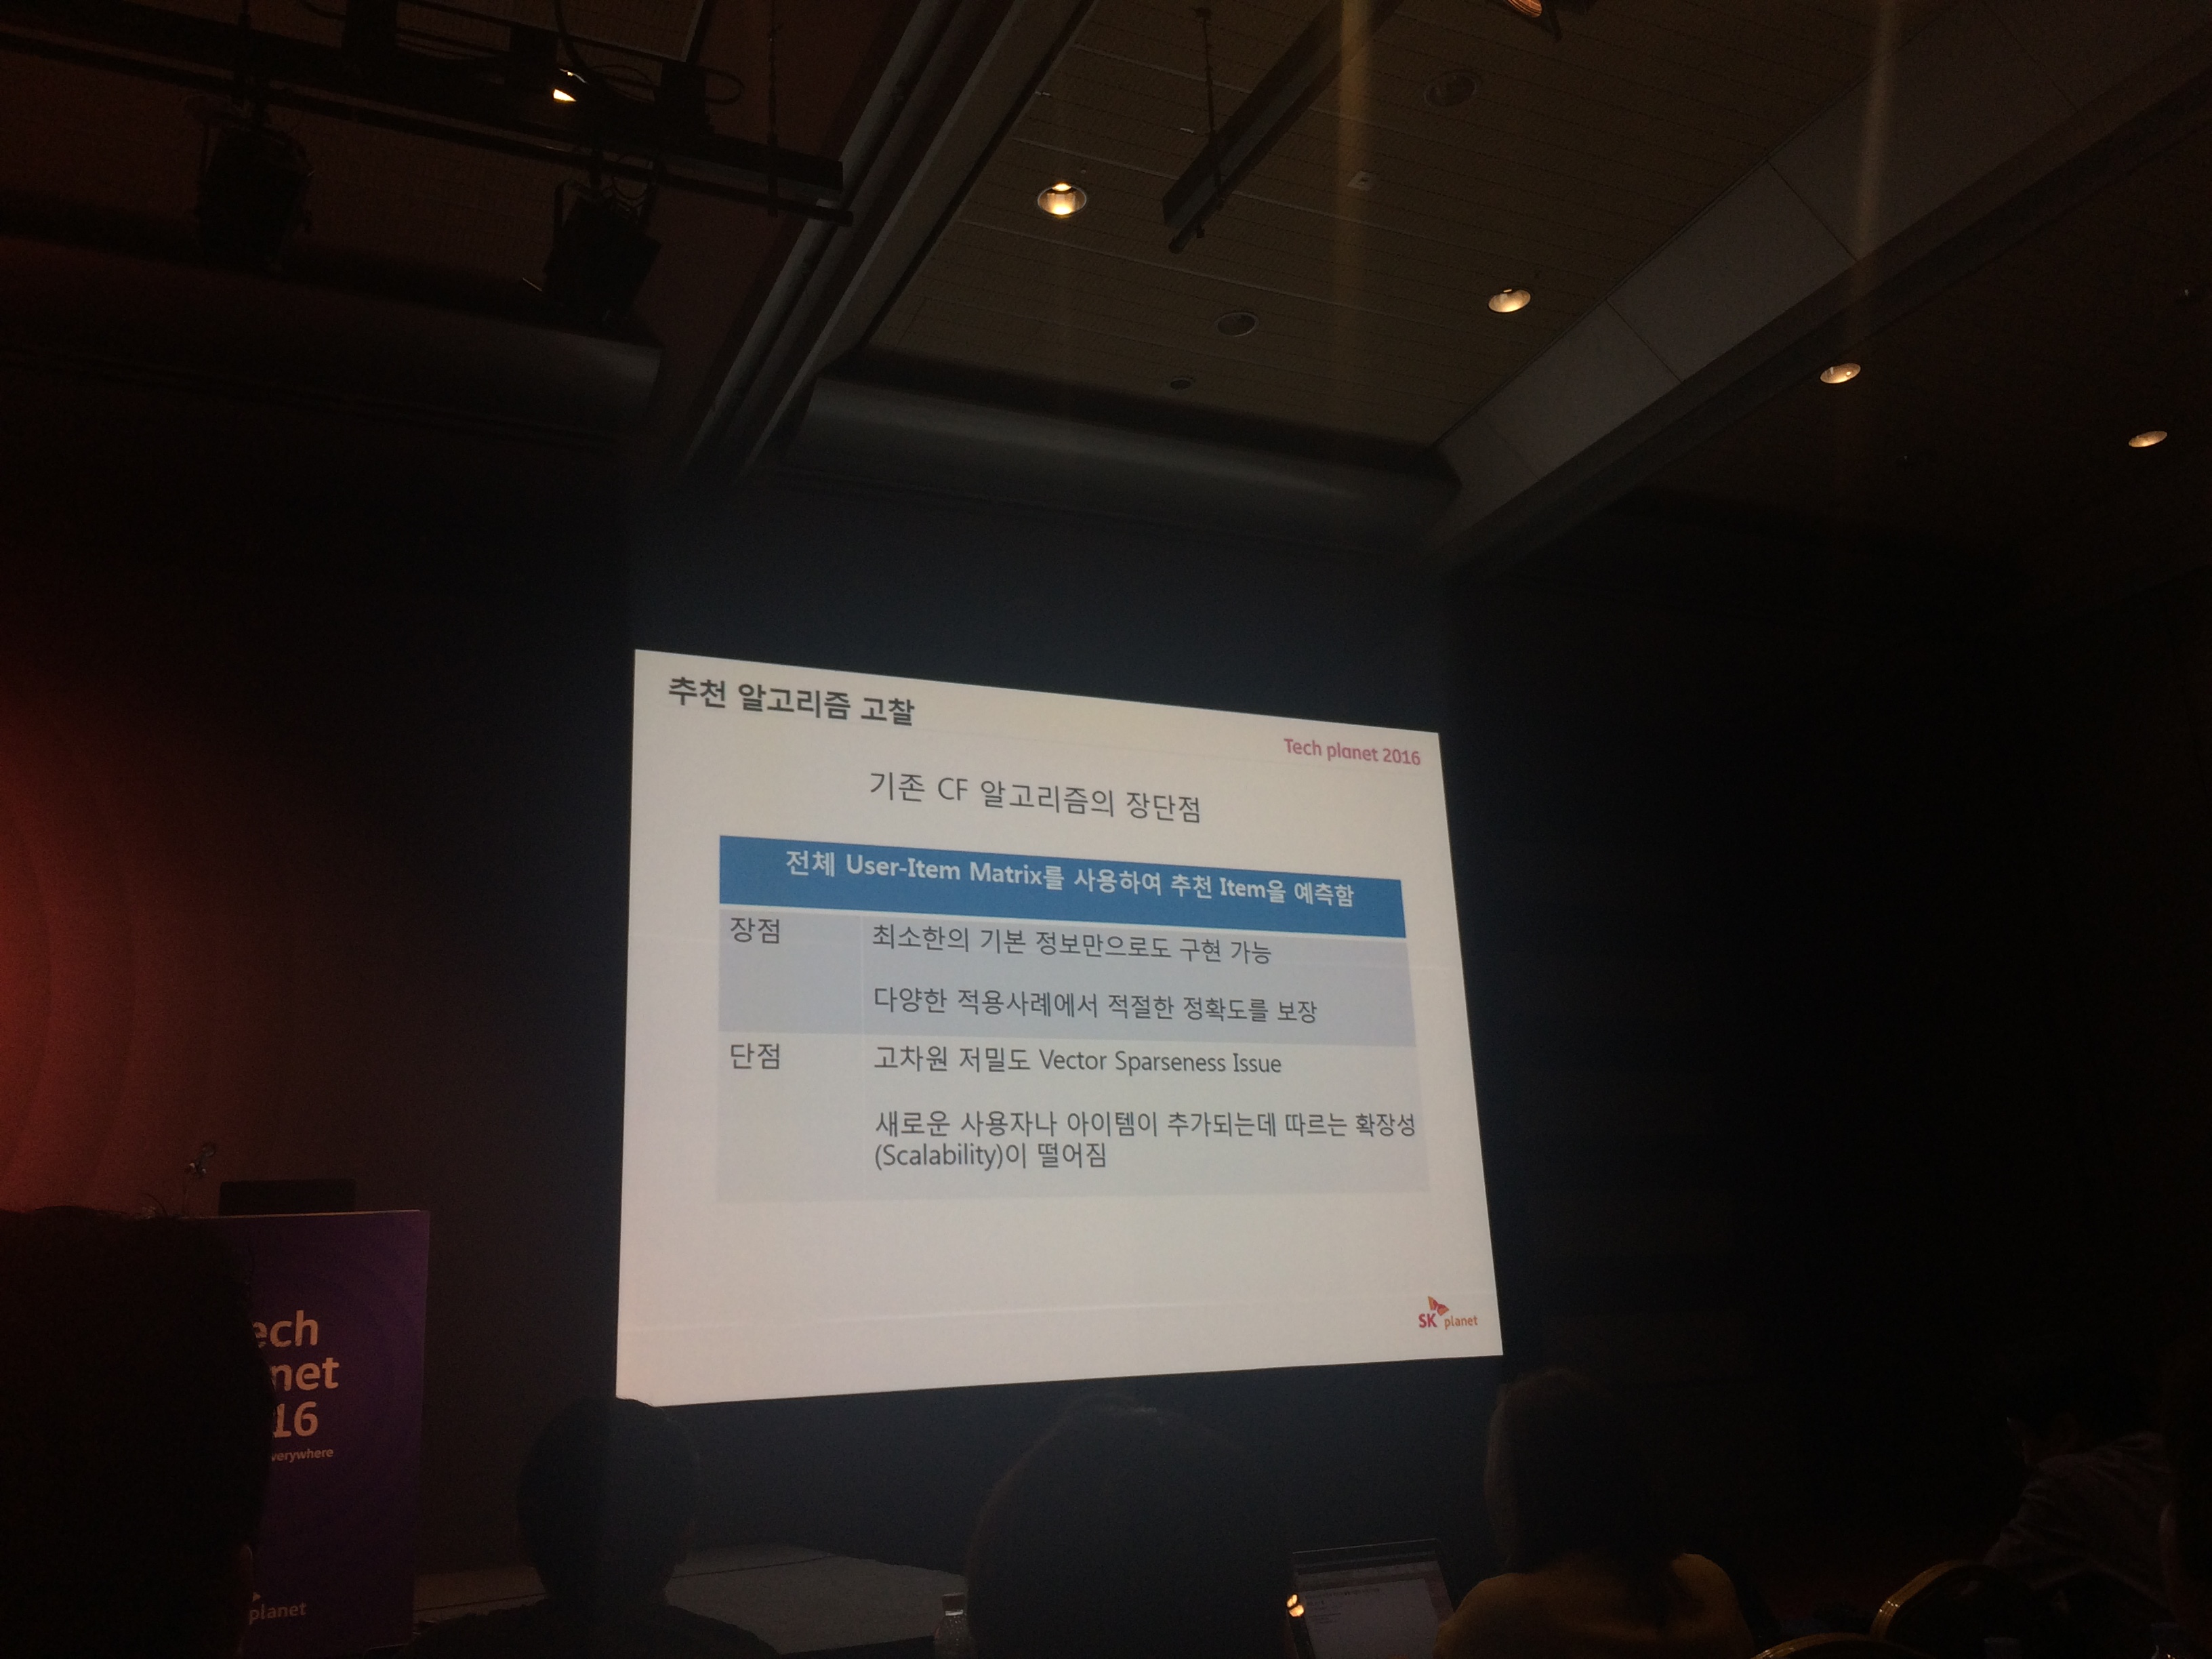 추천 알고리즘 고찰
Tech planet 2016
기존 CF 알고리즘의 장단점
전체 User-Item Matrix를 사용하여 추천 Item을 예측함
장점
최소한의 기본 정보만으로도 구현 가능
다양한 적용사례에서 적절한 정확도를 보장
단점
고차원 저밀도 Vector Sparseness Issue
새로운 사용자나 아이템이 추가되는데 따르는 확장성
(Scalability)이 떨어짐
SK planet
ech
net
16
verywhere
planet